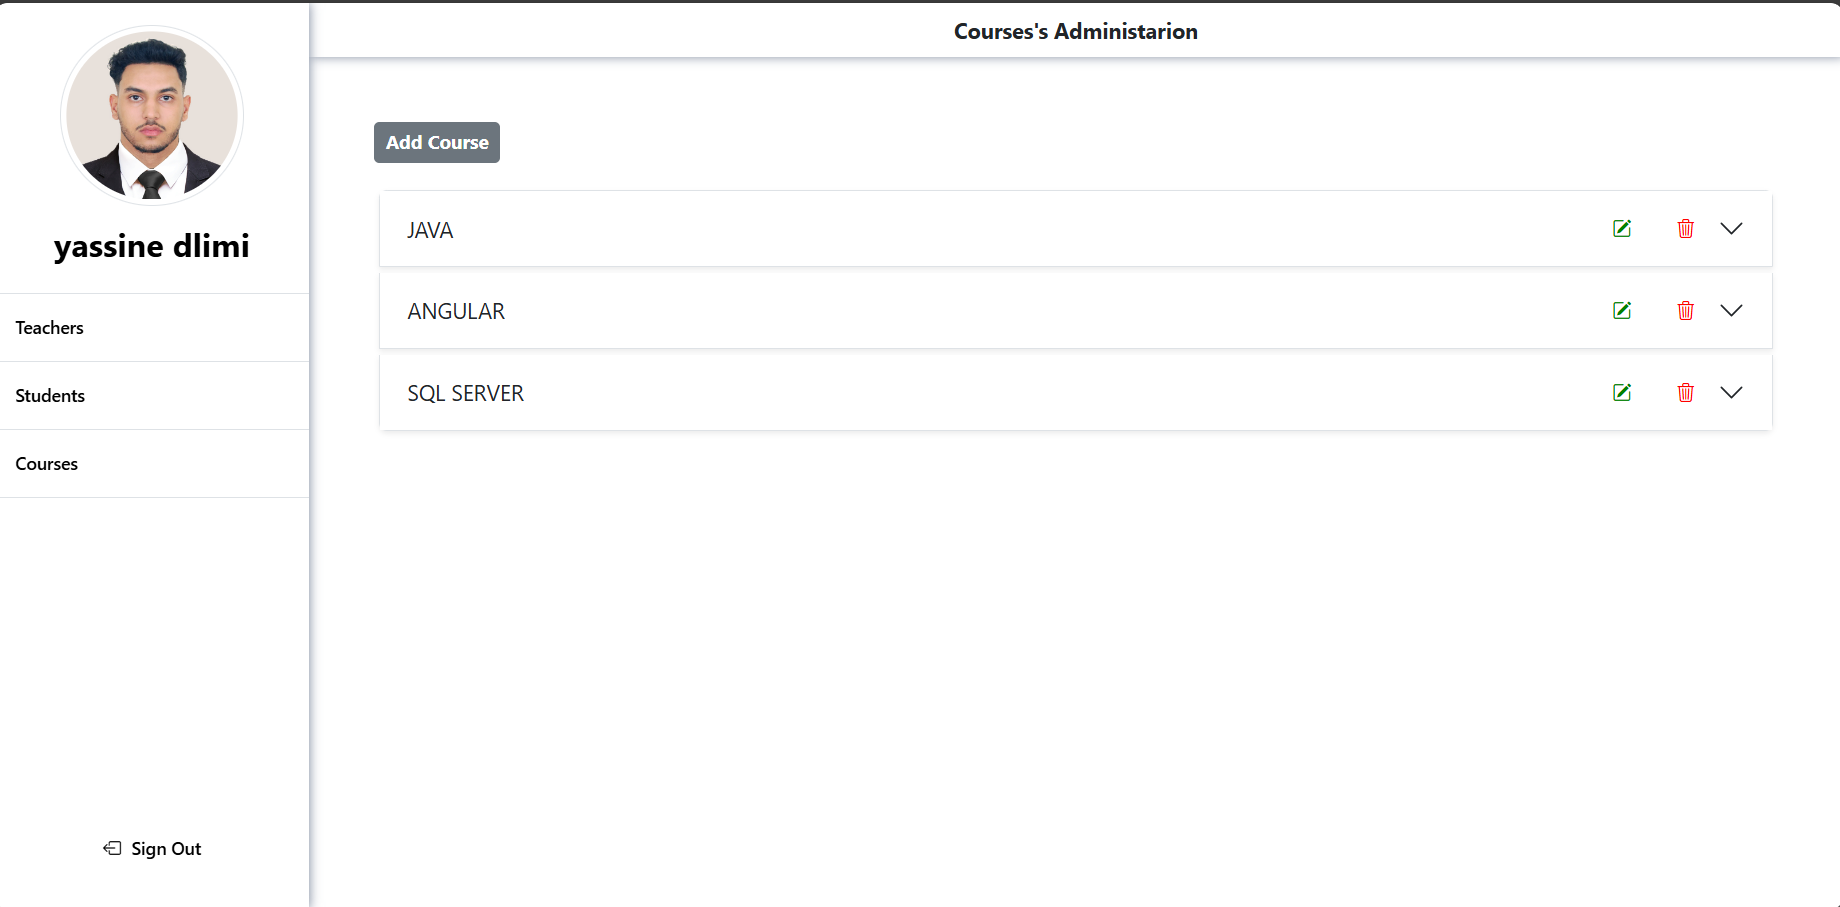 yassine dlimi
Teachers
Students
Courses
Sign Out
Courses's Administarion
Add Course
JAVA
ANGULAR
SQL SERVER